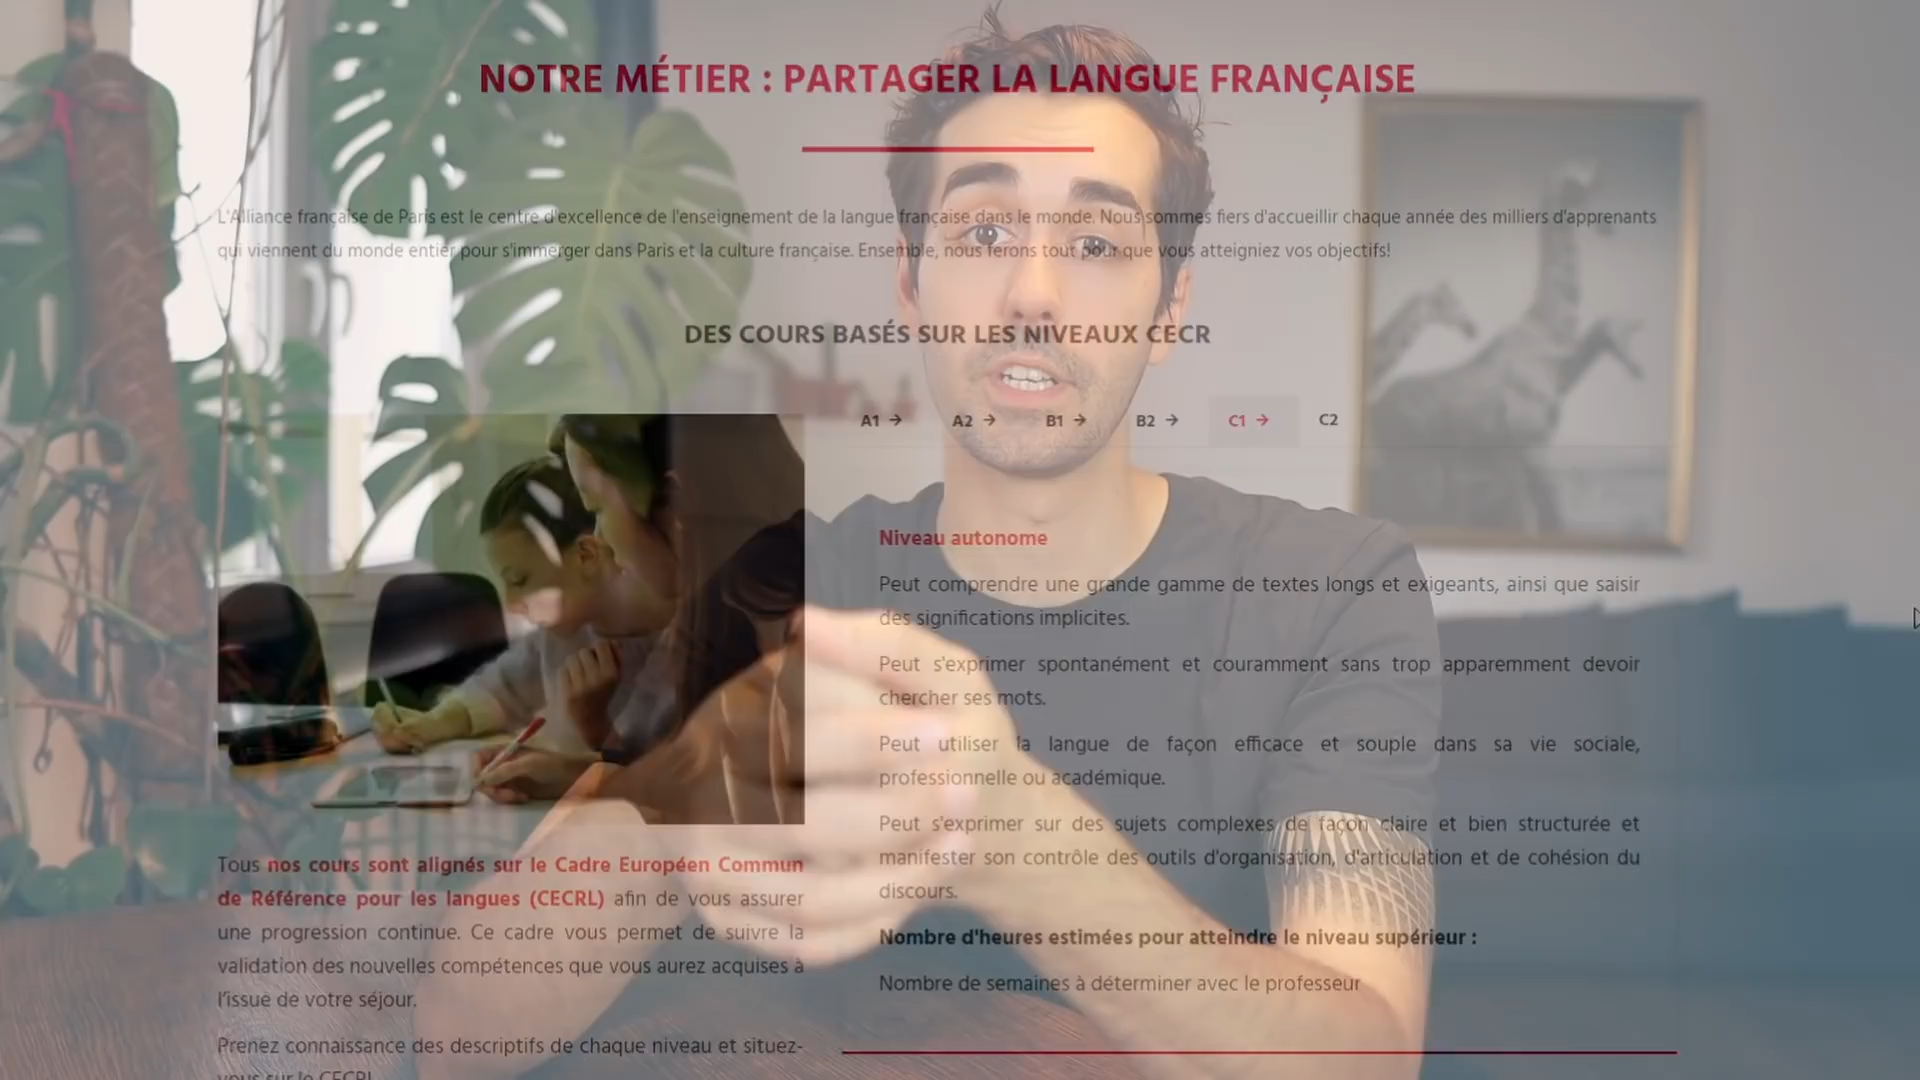 NOTRE MÉTIER : PARTAGER LA LANGUE FRANÇAISE
L'Alliance française de Paris est le centre d'excellence de l'enseignement de la langue française dans le monde. Nous sommes fiers d'accueillir chaque année des milliers d'apprenants
qui viennent du monde entier pour s'immerger dans Paris et la culture française. Ensemble, nous ferons tout pour que vous atteigniez vos objectifs!
DES COURS BASÉS SUR LES NIVEAUX CECR
A1 → A2 → B1 → B2 → C1 → C2
Niveau autonome
Peut comprendre une grande gamme de textes longs et exigeants, ainsi que saisir
des significations implicites.
Peut s'exprimer spontanément et couramment sans trop apparemment devoir
chercher ses mots.
Peut utiliser la langue de façon efficace et souple dans sa vie sociale,
professionnelle ou académique.
Peut s'exprimer sur des sujets complexes de façon claire et bien structurée et
manifester son contrôle des outils d'organisation, d'articulation et de cohésion du
discours.
Nombre d'heures estimées pour atteindre le niveau supérieur :
Nombre de semaines à déterminer avec le professeur
Tous nos cours sont alignés sur le Cadre Européen Commun
de Référence pour les langues (CECRL) afin de vous assurer
une progression continue. Ce cadre vous permet de suivre la
validation des nouvelles compétences que vous aurez acquises à
l'issue de votre séjour.
Prenez connaissance des descriptifs de chaque niveau et situez-
vous sur le CECRL